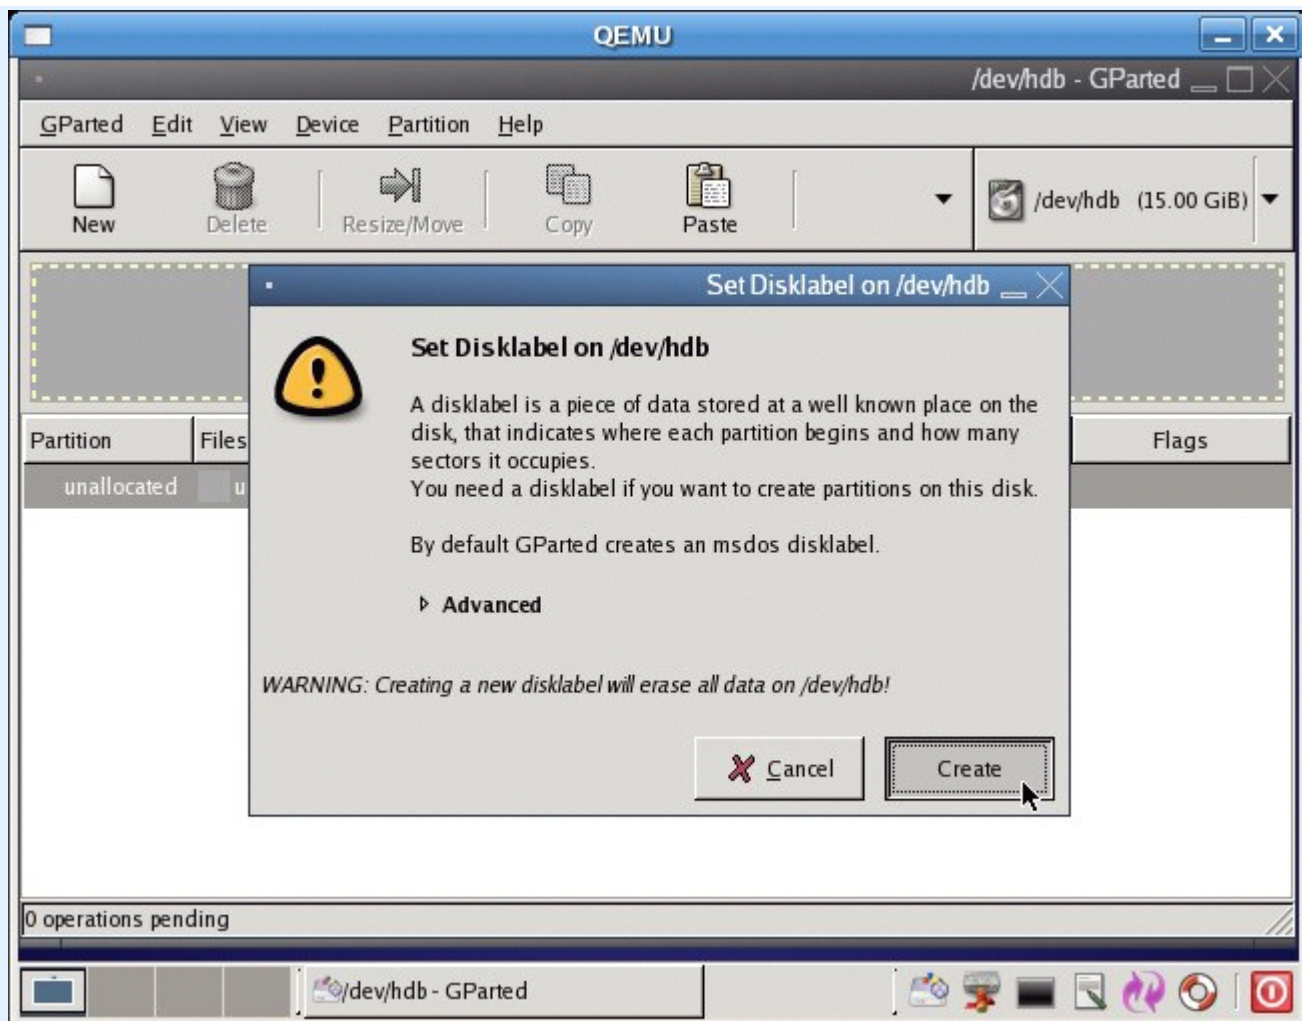 QEMU
/dev/hdb - GParted
GParted Edit View Device Partition Help
New Delete Resize/Move Copy Paste /dev/hdb (15.00 GiB)
Set Disklabel on /dev/hdb
Set Disklabel on /dev/hdb
A disklabel is a piece of data stored at a well known place on the
disk, that indicates where each partition begins and how many
sectors it occupies.
You need a disklabel if you want to create partitions on this disk.
By default GParted creates an msdos disklabel.
Advanced
WARNING: Creating a new disklabel will erase all data on /dev/hdb!
Cancel Create
Partition Files Flags
unallocated u
0 operations pending
/dev/hdb - GParted